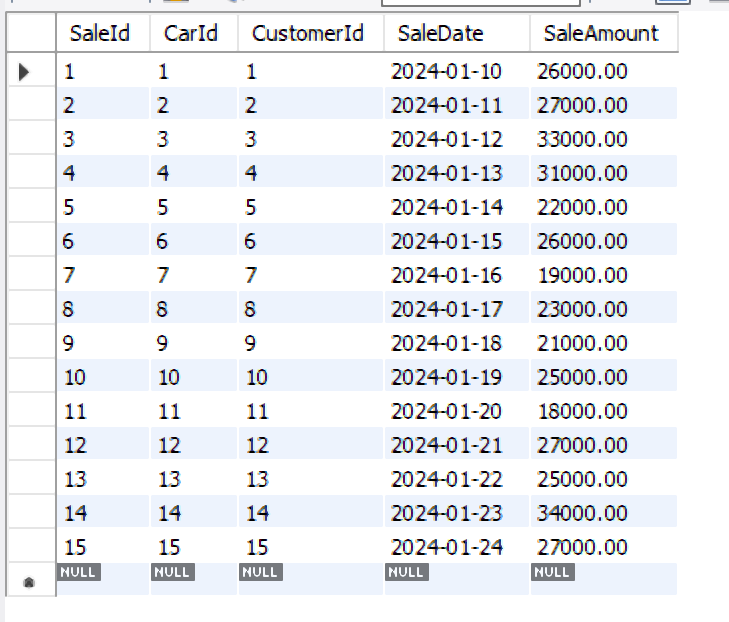 SaleId CarId CustomerId SaleDate SaleAmount
1 1 1 2024-01-10 26000.00
2 2 2 2024-01-11 27000.00
3 3 3 2024-01-12 33000.00
4 4 4 2024-01-13 31000.00
5 5 5 2024-01-14 22000.00
6 6 6 2024-01-15 26000.00
7 7 7 2024-01-16 19000.00
8 8 8 2024-01-17 23000.00
9 9 9 2024-01-18 21000.00
10 10 10 2024-01-19 25000.00
11 11 11 2024-01-20 18000.00
12 12 12 2024-01-21 27000.00
13 13 13 2024-01-22 25000.00
14 14 14 2024-01-23 34000.00
15 15 15 2024-01-24 27000.00
NULL NULL NULL NULL NULL